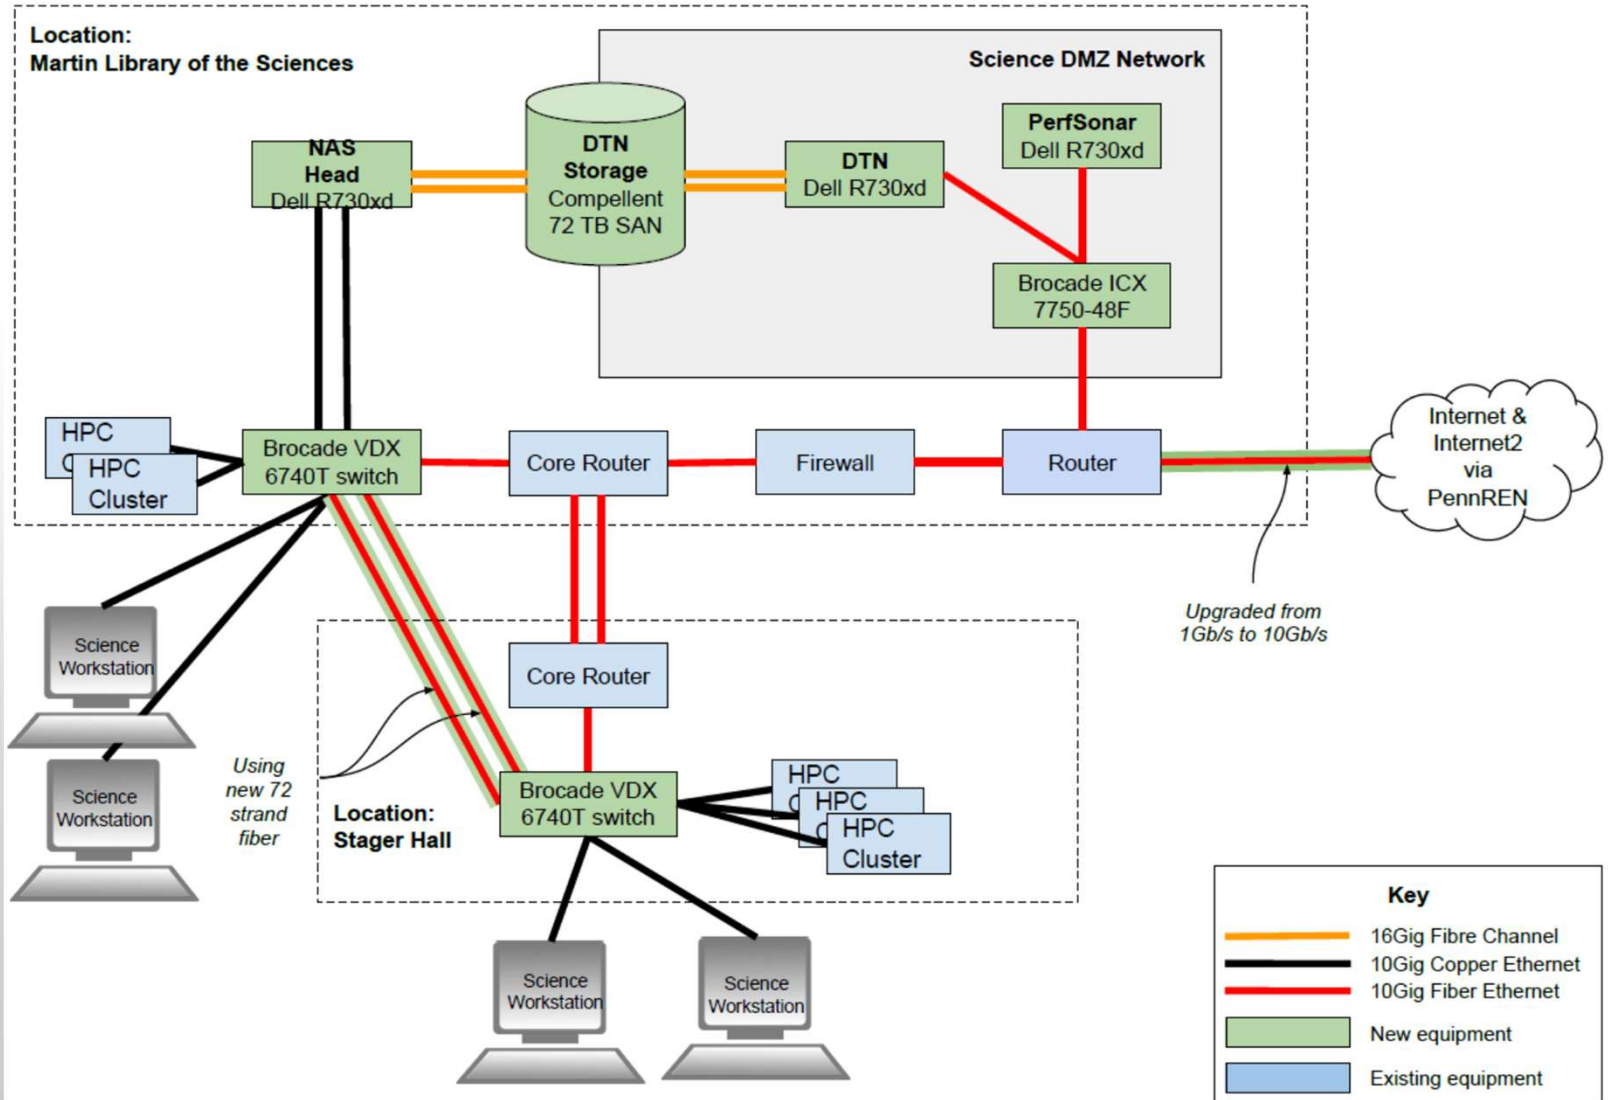 Location:
Martin Library of the Sciences
Science DMZ Network
NAS
Head
Dell R730xd
DTN
Storage
Compellent
72 TB SAN
DTN
Dell R730xd
PerfSonar
Dell R730xd
Brocade ICX
7750-48F
HPC
C
HPC
Cluster
Brocade VDX
6740T switch
Core Router
Firewall
Router
Internet &
Internet2
via
PennREN
Upgraded from
1Gb/s to 10Gb/s
Science
Workstation
Science
Workstation
Using
new 72
strand
fiber
Core Router
Location:
Stager Hall
Brocade VDX
6740T switch
HPC
C
HPC
C
HPC
Cluster
Science
Workstation
Science
Workstation
Key
16Gig Fibre Channel
10Gig Copper Ethernet
10Gig Fiber Ethernet
New equipment
Existing equipment